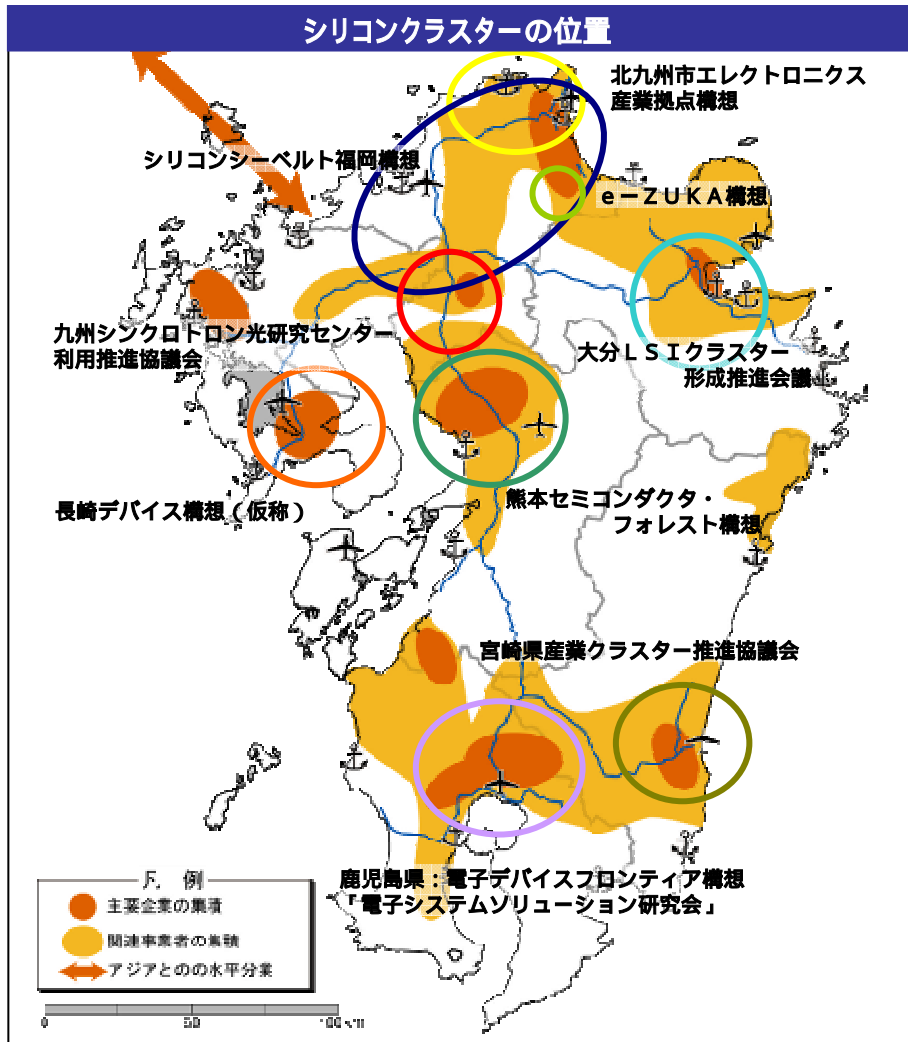 シリコンクラスターの位置
北九州市エレクトロニクス
産業拠点構想
シリコンシーベルト福岡構想
e－ZUKA構想
九州シンクロトロン光研究センター
利用推進協議会
大分LSIクラスター
形成推進会議
長崎デバイス構想（仮称）
熊本セミコンダクタ・
フォレスト構想
宮崎県産業クラスター推進協議会
鹿児島県：電子デバイスフロンティア構想
「電子システムソリューション研究会」
凡 例
主要企業の集積
関連事業者の集積
アジアとのの水平分業
0 50 100 km